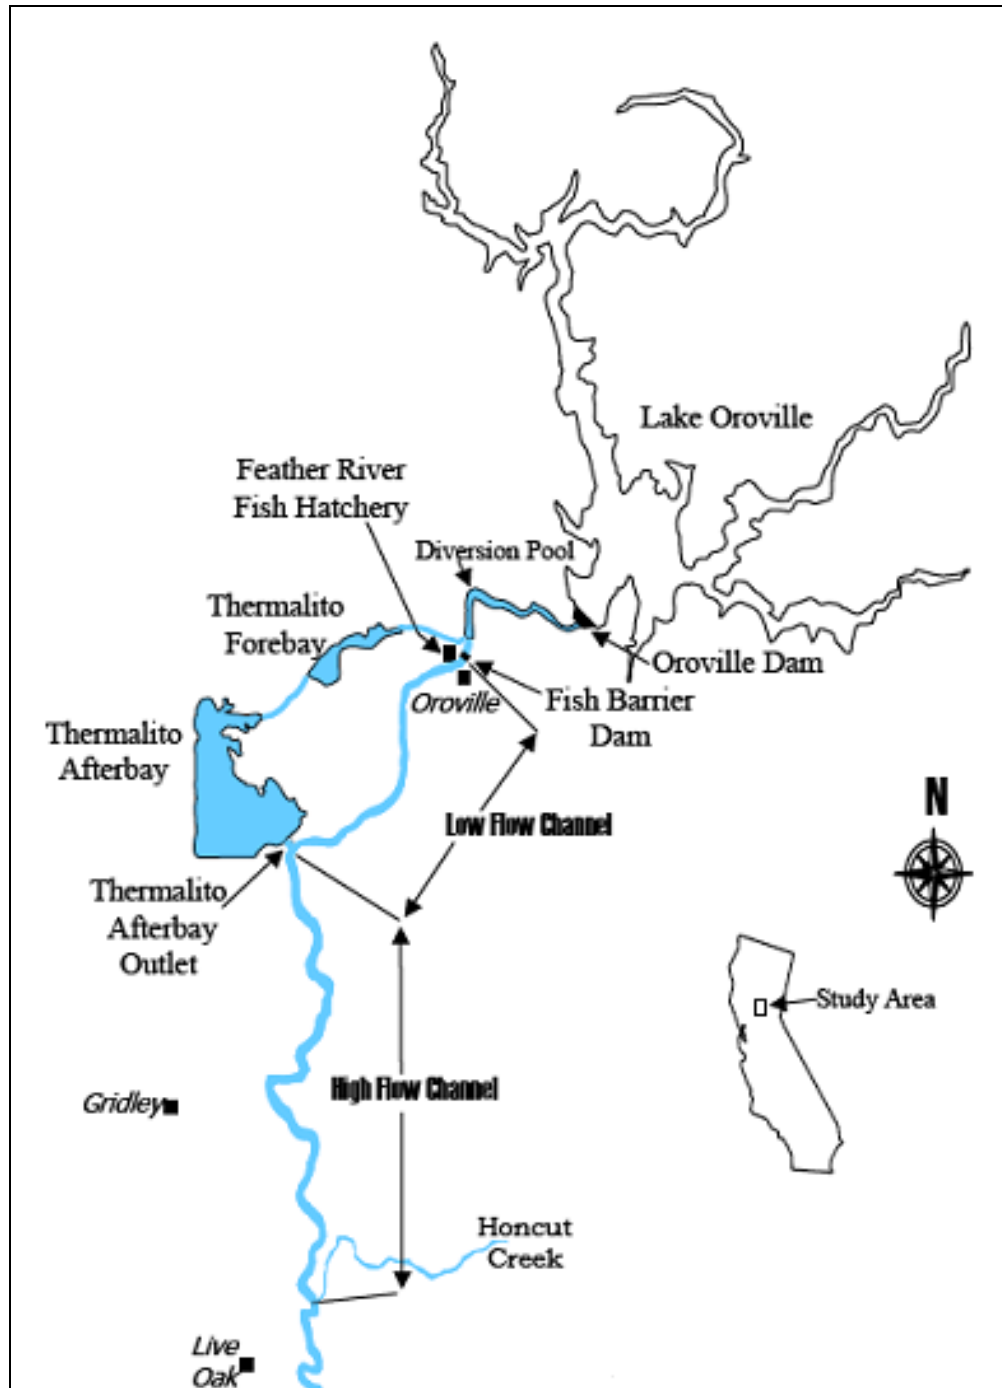 Lake Oroville
Feather River
Fish Hatchery
Diversion Pool
Thermalito
Forebay
Oroville Dam
Oroville
Fish Barrier
Dam
Thermalito
Afterbay
Low Flow Channel
N
Thermalito
Afterbay
Outlet
Study Area
High Flow Channel
Gridley
Honcut
Creek
Live
Oak